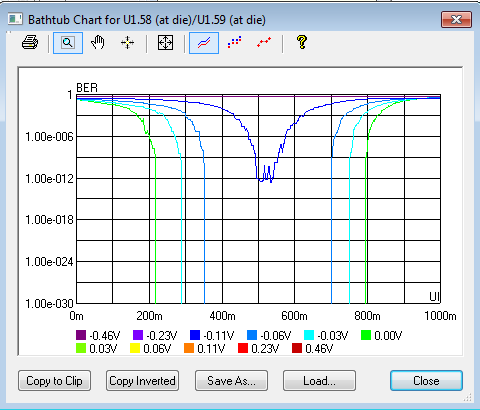 Bathtub Chart for U1.58 (at die)/U1.59 (at die)
BER
1
1.00e-006
1.00e-012
1.00e-018
1.00e-024
1.00e-030
UI
0m 200m 400m 600m 800m 1000m
-0.46V -0.23V -0.11V -0.06V -0.03V 0.00V
0.03V 0.06V 0.11V 0.23V 0.46V
Copy to Clip Copy Inverted Save As... Load... Close